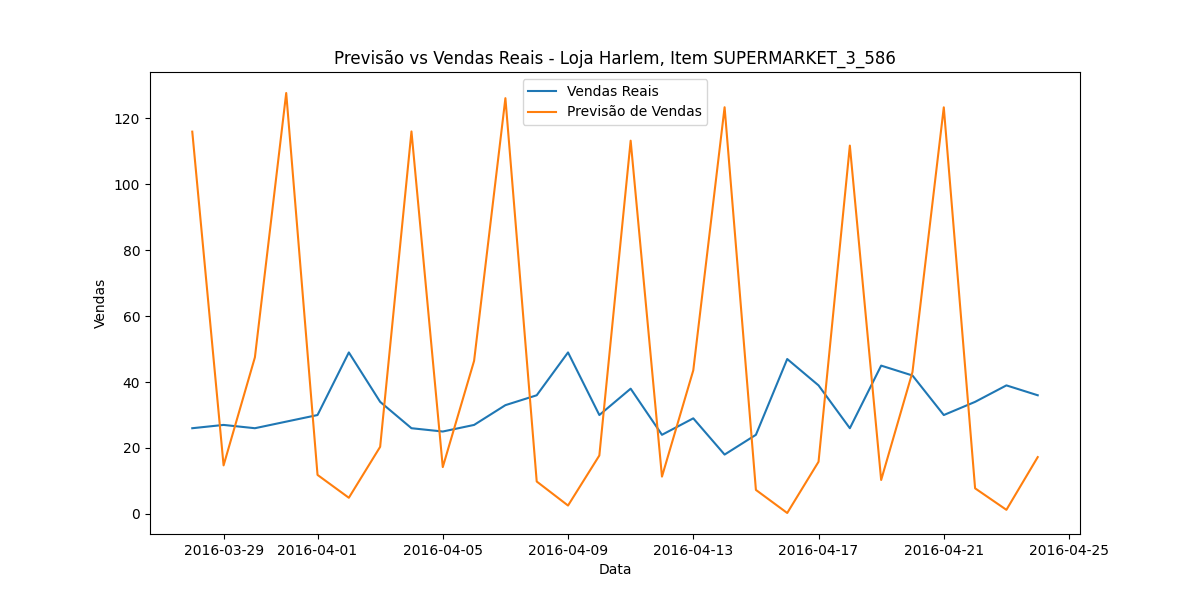 Previsão vs Vendas Reais - Loja Harlem, Item SUPERMARKET_3_586
Vendas Reais
Previsão de Vendas
120
100
80
60
40
20
0
Vendas
2016-03-29 2016-04-01 2016-04-05 2016-04-09 2016-04-13 2016-04-17 2016-04-21 2016-04-25
Data